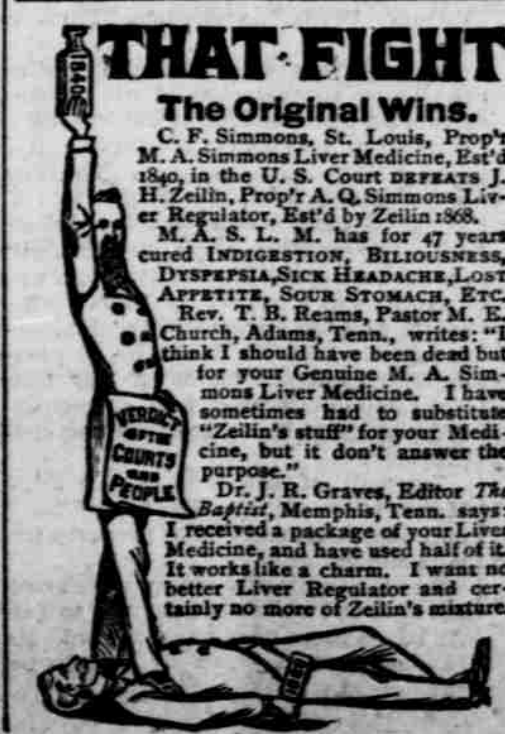 THAT FIGHT
The Original Wins.
C. F. Simmons, St. Louis, Prop'r
M. A. Simmons Liver Medicine, Est'd
1840, in the U. S. Court DEFEATS J.
H. Zeilin, Prop'r A. Q. Simmons Liv-
er Regulator, Est'd by Zeilin 1868.
M. A. S. L. M. has for 47 years
cured INDIGESTION, BILIOUSNESS,
DYSPEPSIA, SICK HEADACHE, LOST
APPETITE, SOUR STOMACH, ETC.
Rev. T. B. Reams, Pastor M. E.
Church, Adams, Tenn., writes: "I
think I should have been dead but
for your Genuine M. A. Sim-
mons Liver Medicine. I have
sometimes had to substitute
"Zeilin's stuff" for your Medi-
cine, but it don't answer the
purpose."
Dr. J. R. Graves, Editor The
Baptist, Memphis, Tenn. says:
I received a package of your Liver
Medicine, and have used half of it.
It works like a charm. I want no
better Liver Regulator and cer-
tainly no more of Zeilin's mixture.
1840
VERDICT
OF THE
COURTS
AND
PEOPLE
1868